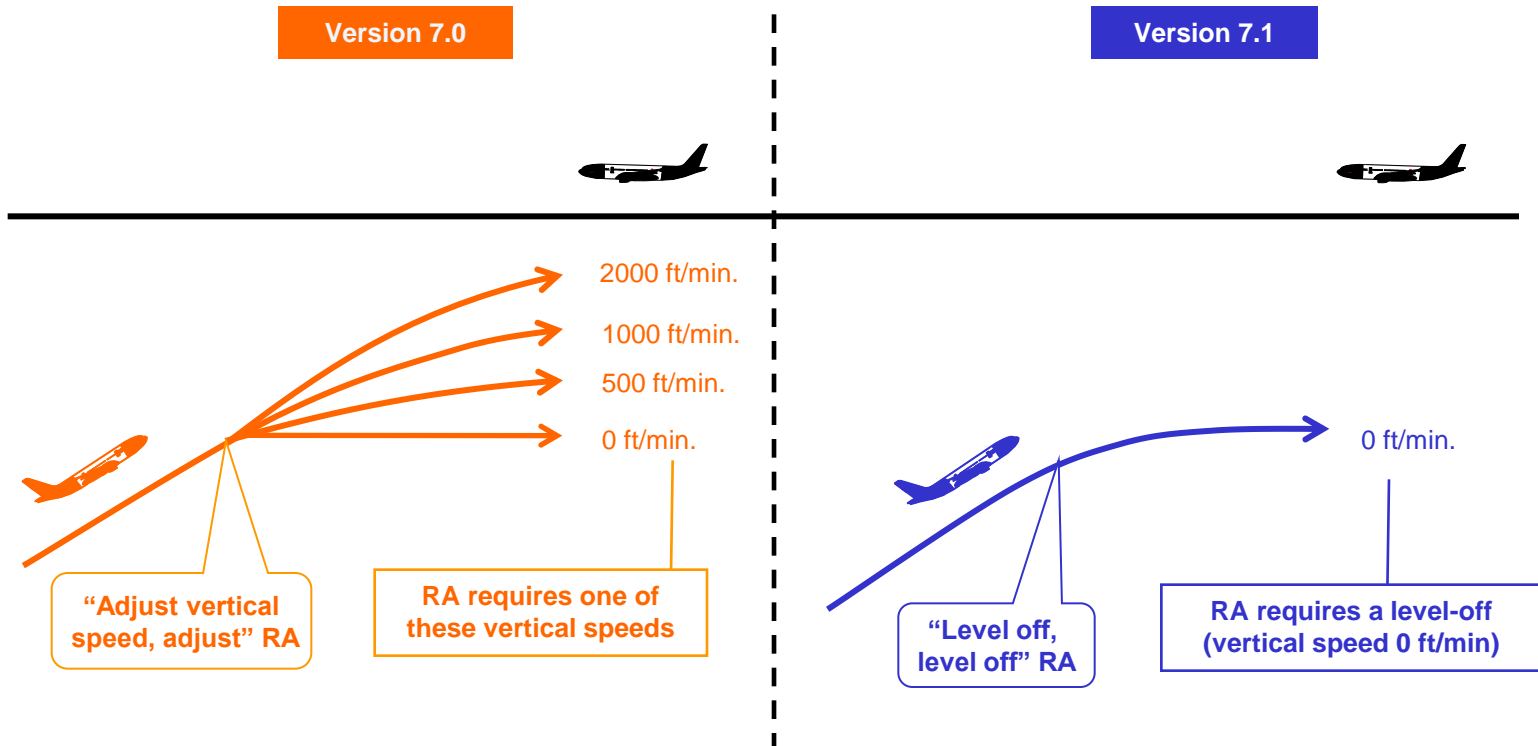 Version 7.0
2000 ft/min.
1000 ft/min.
500 ft/min.
0 ft/min.
“Adjust vertical
speed, adjust” RA
RA requires one of
these vertical speeds
Version 7.1
0 ft/min.
“Level off,
level off” RA
RA requires a level-off
(vertical speed 0 ft/min)